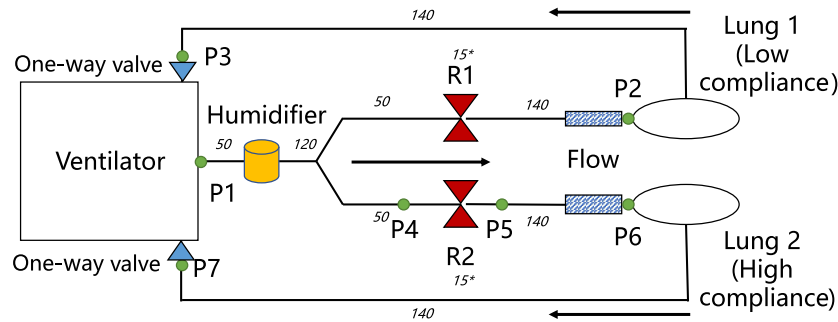 140
Lung 1
(Low
compliance)
P3
One-way valve
15*
R1
Humidifier
50
140
P2
50
120
Ventilator
Flow
P1
50
P4
P5
140
P6
R2
15*
Lung 2
(High
compliance)
One-way valve
P7
140